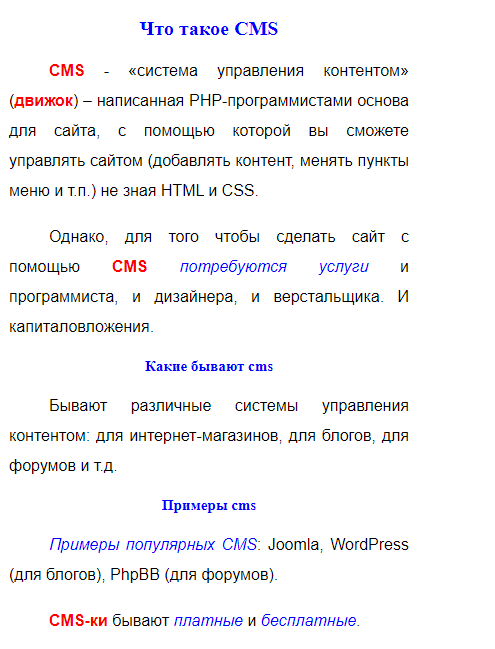 Что такое CMS
CMS - «система управления контентом»
(движок) – написанная PHP-программистами основа
для сайта, с помощью которой вы сможете
управлять сайтом (добавлять контент, менять пункты
меню и т.п.) не зная HTML и CSS.
Однако, для того чтобы сделать сайт с
помощью CMS потребуются услуги и
программиста, и дизайнера, и верстальщика. И
капиталовложения.
Какие бывают cms
Бывают различные системы управления
контентом: для интернет-магазинов, для блогов, для
форумов и т.д.
Примеры cms
Примеры популярных CMS: Joomla, WordPress
(для блогов), PhpBB (для форумов).
CMS-ки бывают платные и бесплатные.